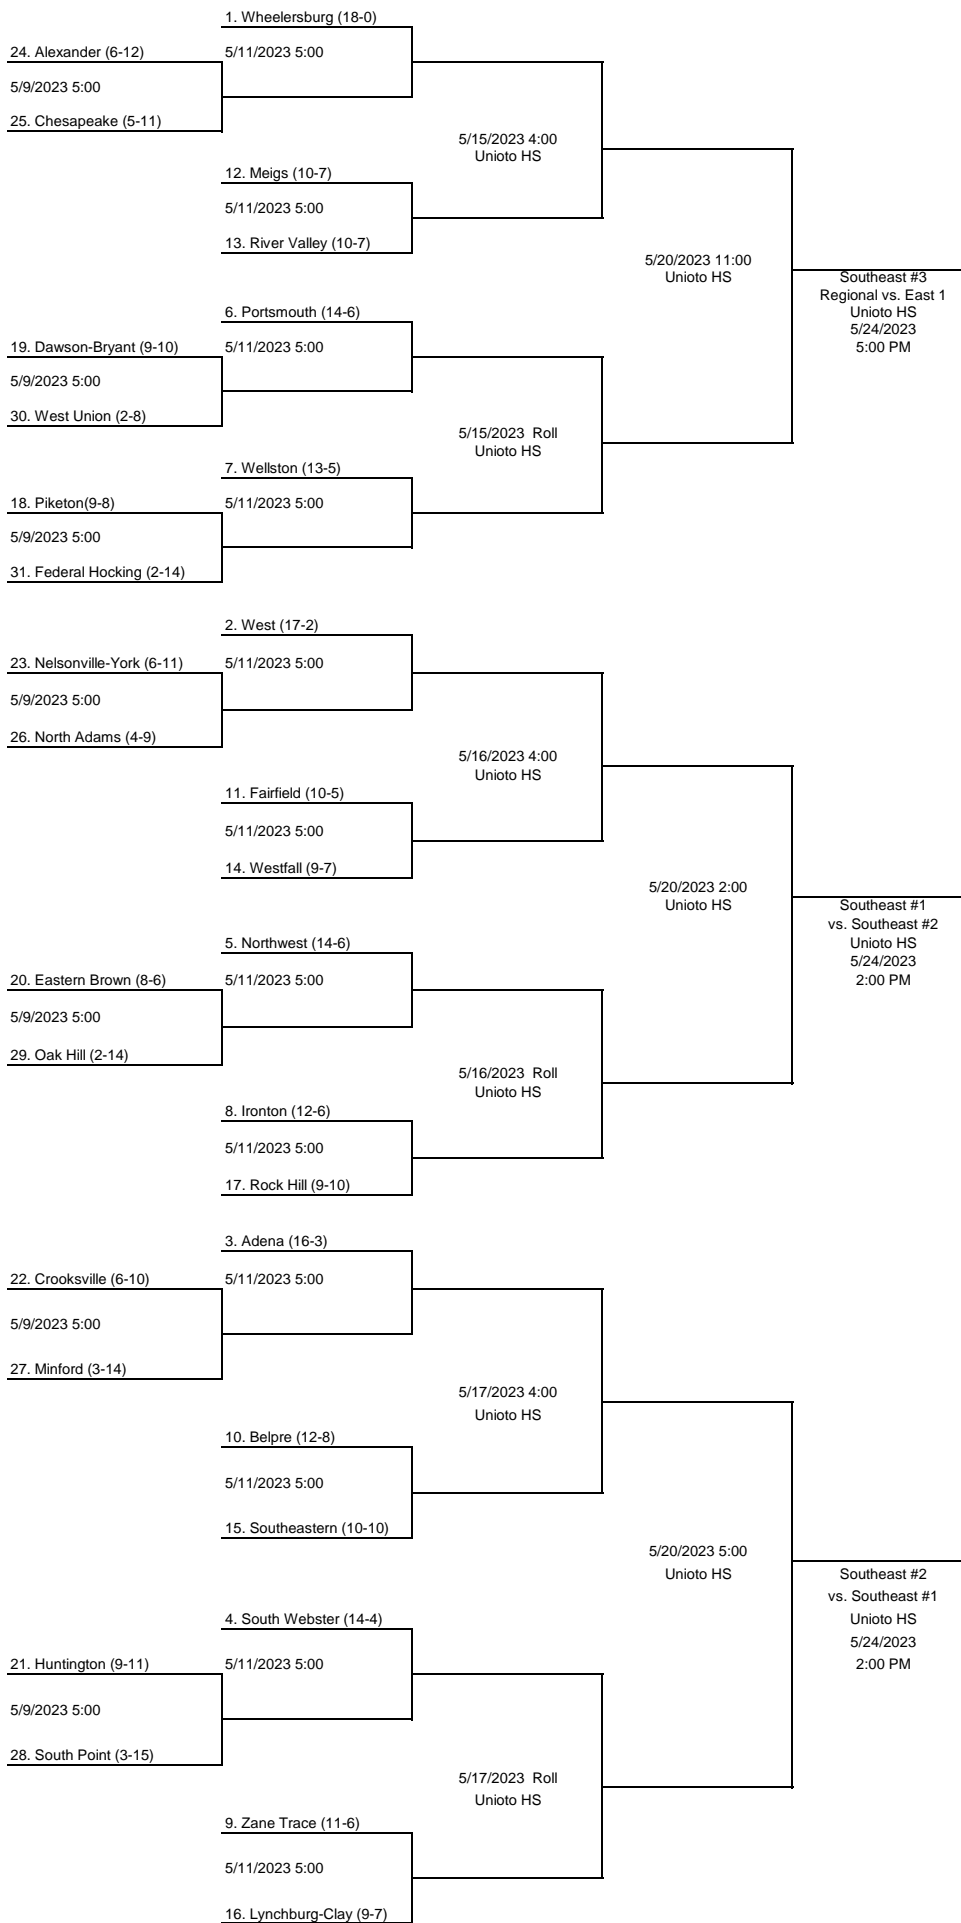 1. Wheelersburg (18-0)
24. Alexander (6-12)
5/11/2023 5:00
5/9/2023 5:00
25. Chesapeake (5-11)
5/15/2023 4:00
Unioto HS
12. Meigs (10-7)
5/11/2023 5:00
13. River Valley (10-7)
5/20/2023 11:00
Unioto HS
Southeast #3
Regional vs. East 1
Unioto HS
5/24/2023
5:00 PM
6. Portsmouth (14-6)
19. Dawson-Bryant (9-10)
5/11/2023 5:00
5/9/2023 5:00
30. West Union (2-8)
5/15/2023  Roll
Unioto HS
7. Wellston (13-5)
18. Piketon(9-8)
5/11/2023 5:00
5/9/2023 5:00
31. Federal Hocking (2-14)
2. West (17-2)
23. Nelsonville-York (6-11)
5/11/2023 5:00
5/9/2023 5:00
26. North Adams (4-9)
5/16/2023 4:00
Unioto HS
11. Fairfield (10-5)
5/11/2023 5:00
14. Westfall (9-7)
5/20/2023 2:00
Unioto HS
Southeast #1
vs. Southeast #2
Unioto HS
5/24/2023
2:00 PM
5. Northwest (14-6)
20. Eastern Brown (8-6)
5/11/2023 5:00
5/9/2023 5:00
29. Oak Hill (2-14)
5/16/2023  Roll
Unioto HS
8. Ironton (12-6)
5/11/2023 5:00
17. Rock Hill (9-10)
3. Adena (16-3)
22. Crooksville (6-10)
5/11/2023 5:00
5/9/2023 5:00
27. Minford (3-14)
5/17/2023 4:00
Unioto HS
10. Belpre (12-8)
5/11/2023 5:00
15. Southeastern (10-10)
5/20/2023 5:00
Unioto HS
Southeast #2
vs. Southeast #1
Unioto HS
5/24/2023
2:00 PM
4. South Webster (14-4)
21. Huntington (9-11)
5/11/2023 5:00
5/9/2023 5:00
28. South Point (3-15)
5/17/2023  Roll
Unioto HS
9. Zane Trace (11-6)
5/11/2023 5:00
16. Lynchburg-Clay (9-7)